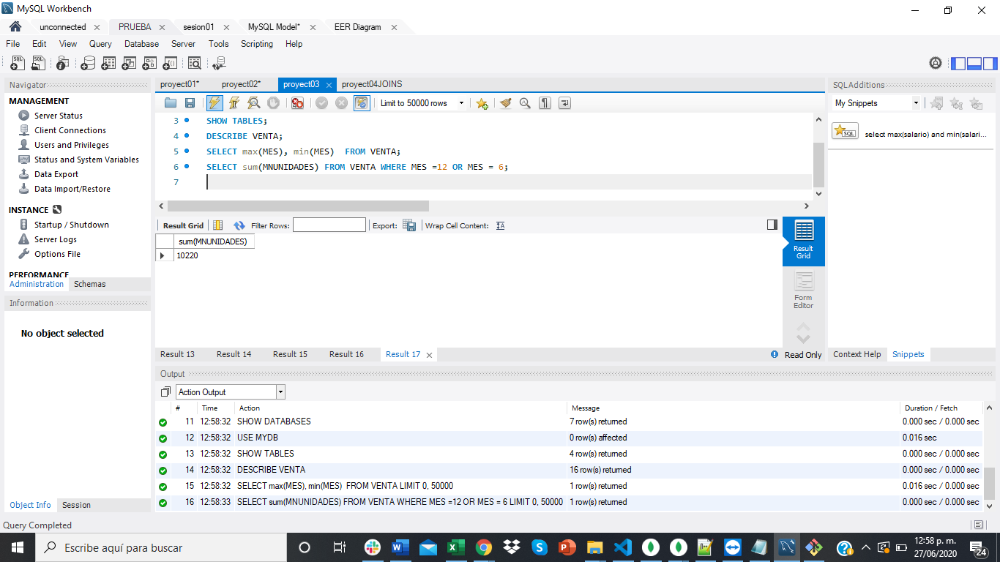 MySQL Workbench
unconnected
PRUEBA
sesion01
MySQL Model*
EER Diagram
File Edit View Query Database Server Tools Scripting Help
Navigator
MANAGEMENT
Server Status
Client Connections
Users and Privileges
Status and System Variables
Data Export
Data Import/Restore
INSTANCE
Startup / Shutdown
Server Logs
Options File
PERFORMANCE
Administration Schemas
Information
No object selected
Object Info Session
proyect01* proyect02* proyect03 proyect04JOINS
Limit to 50000 rows
3 SHOW TABLES;
4 DESCRIBE VENTA;
5 SELECT max(MES), min(MES)  FROM VENTA;
6 SELECT sum(MNUNIDADES) FROM VENTA WHERE MES =12 OR MES = 6;
7
Result Grid Filter Rows: Export: Wrap Cell Content:
sum(MNUNIDADES)
10220
Result Grid
Form Editor
Result 13 Result 14 Result 15 Result 16 Result 17 Read Only
SQLAdditions
My Snippets
SQL select max(salario) and min(salari...
Context Help Snippets
Output
Action Output
# Time Action Message Duration / Fetch
11 12:58:32 SHOW DATABASES 7 row(s) returned 0.000 sec / 0.000 sec
12 12:58:32 USE MYDB 0 row(s) affected 0.016 sec
13 12:58:32 SHOW TABLES 4 row(s) returned 0.000 sec / 0.000 sec
14 12:58:32 DESCRIBE VENTA 16 row(s) returned 0.000 sec / 0.000 sec
15 12:58:32 SELECT max(MES), min(MES)  FROM VENTA LIMIT 0, 50000 1 row(s) returned 0.016 sec / 0.000 sec
16 12:58:33 SELECT sum(MNUNIDADES) FROM VENTA WHERE MES =12 OR MES = 6 LIMIT 0, 50000 1 row(s) returned 0.000 sec / 0.000 sec
Query Completed
Escribe aquí para buscar
12:58 p. m.
27/06/2020
24